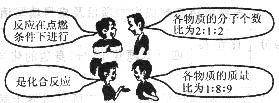 反应在点燃
条件下进行
各物质的分子个数
比为2:1:2
是化合反应
各物质的质量
比为1:8:9